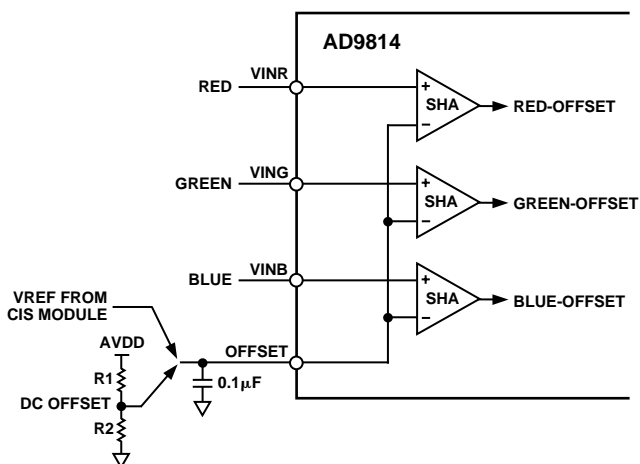 AD9814
VINR
RED
+
SHA
–
RED-OFFSET
VING
GREEN
+
SHA
–
GREEN-OFFSET
VINB
BLUE
+
SHA
–
BLUE-OFFSET
VREF FROM
CIS MODULE
AVDD
OFFSET
R1
0.1μF
DC OFFSET
R2